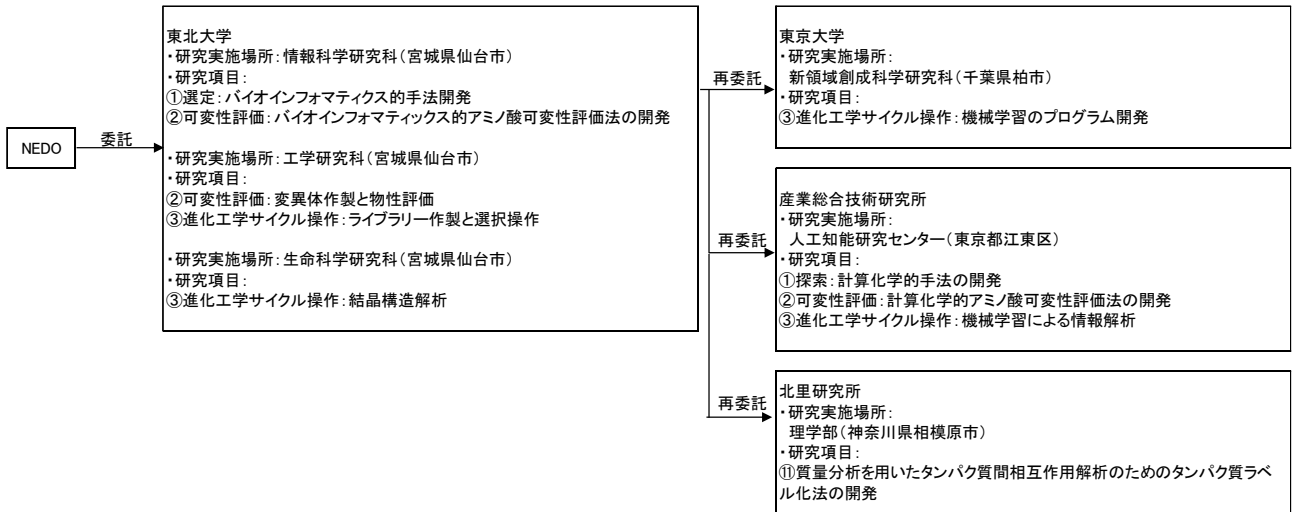 NEDO
委託
東北大学
・研究実施場所：情報科学研究科（宮城県仙台市）
・研究項目：
①選定：バイオインフォマティクス的手法開発
②可変性評価：バイオインフォマティックス的アミノ酸可変性評価法の開発
・研究実施場所：工学研究科（宮城県仙台市）
・研究項目：
②可変性評価：変異体作製と物性評価
③進化工学サイクル操作：ライブラリー作製と選択操作
・研究実施場所：生命科学研究科（宮城県仙台市）
・研究項目：
③進化工学サイクル操作：結晶構造解析
再委託
東京大学
・研究実施場所：
新領域創成科学研究科（千葉県柏市）
・研究項目：
③進化工学サイクル操作：機械学習のプログラム開発
再委託
産業総合技術研究所
・研究実施場所：
人工知能研究センター（東京都江東区）
・研究項目：
①探索：計算化学的手法の開発
②可変性評価：計算化学的アミノ酸可変性評価法の開発
③進化工学サイクル操作：機械学習による情報解析
再委託
北里研究所
・研究実施場所：
理学部（神奈川県相模原市）
・研究項目：
⑪質量分析を用いたタンパク質間相互作用解析のためのタンパク質ラベ
ル化法の開発